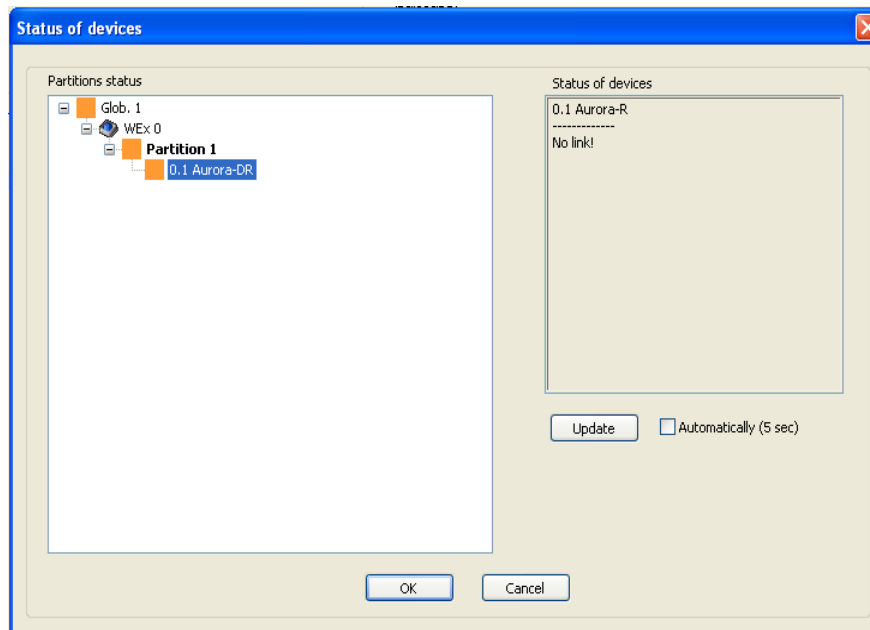 Status of devices
Partitions status
Glob. 1
WEx 0
Partition 1
0.1 Aurora-DR
Status of devices
0.1 Aurora-R
-------------
No link!
Update
Automatically (5 sec)
OK
Cancel